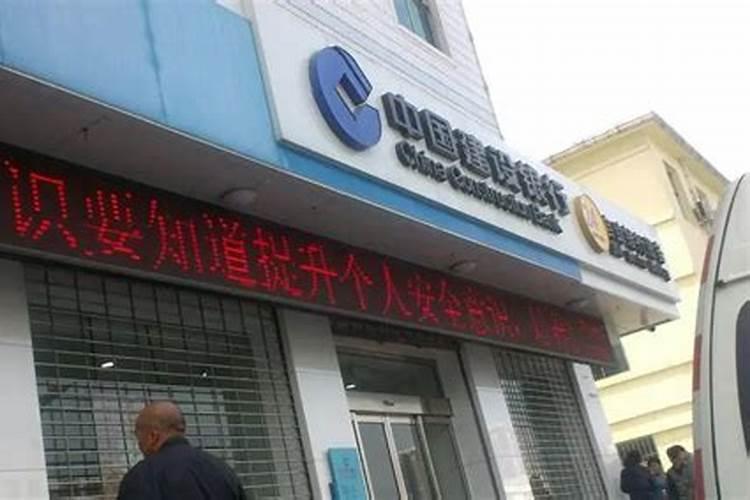 中国建设银行
China Construction Bank
识要知道提升个人安全意识